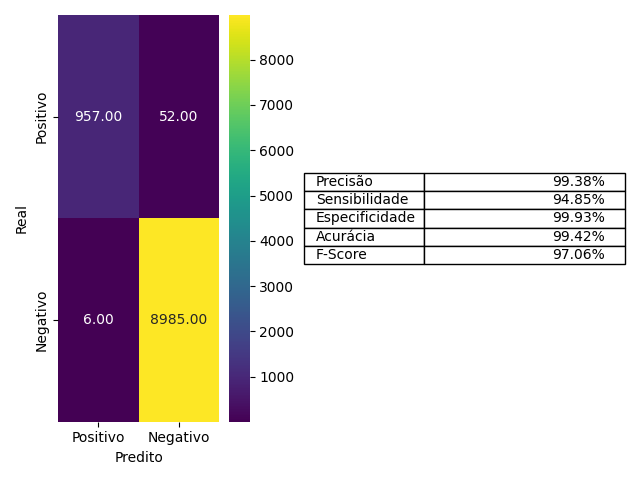 Real
Positivo
957.00 52.00
Negativo
6.00 8985.00
Positivo Negativo
Predito
8000
7000
6000
5000
4000
3000
2000
1000
Precisão 99.38%
Sensibilidade 94.85%
Especificidade 99.93%
Acurácia 99.42%
F-Score 97.06%